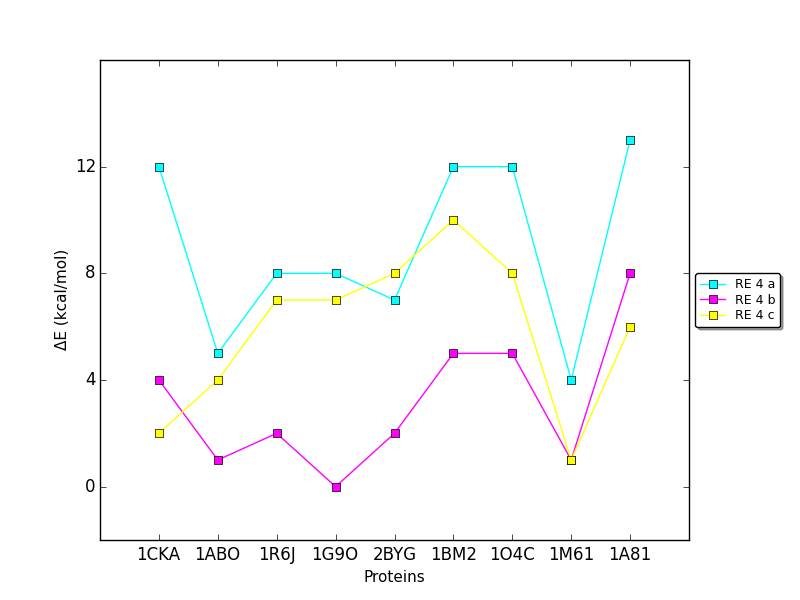 12
8
4
0
ΔE (kcal/mol)
1CKA 1ABO 1R6J 1G9O 2BYG 1BM2 1O4C 1M61 1A81
Proteins
RE 4 a
RE 4 b
RE 4 c